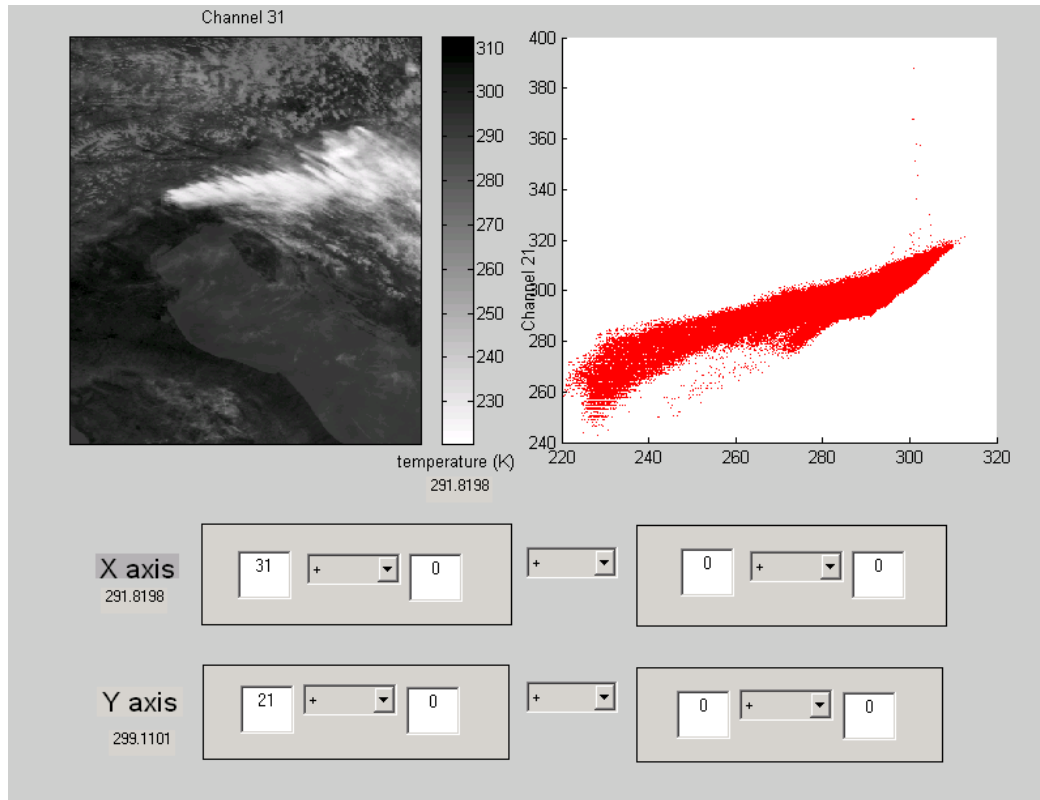 Channel 31
310
300
290
280
270
260
250
240
230
temperature (K)
291.8198
400
380
360
340
320
300
280
260
240
Channel 21
220 240 260 280 300 320
X axis
291.8198
31 + 0 + 0 + 0
Y axis
299.1101
21 + 0 + 0 + 0